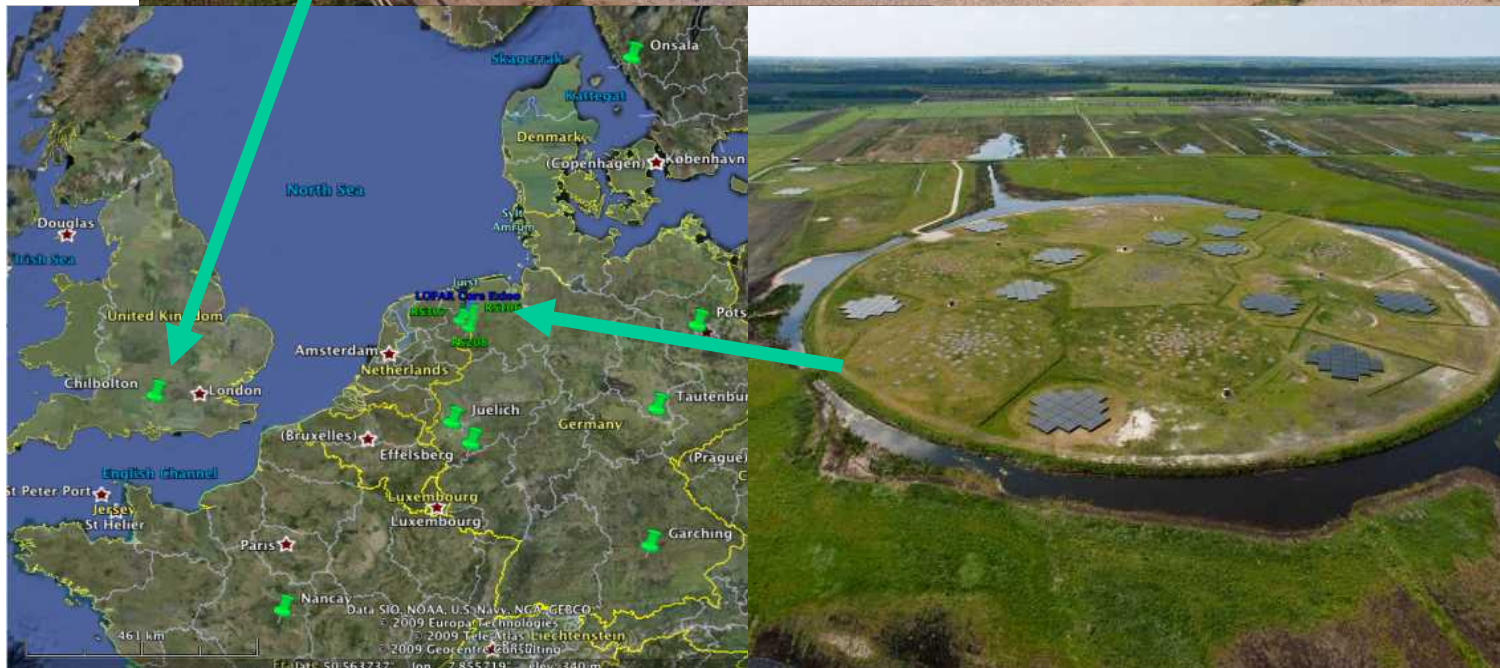 Onsala
Skagerrak
Kattegat
Denmark
(Copenhagen) København
North Sea
Sylt
Amrum
Douglas
Irish Sea
Juist
LOFAR Core Exloo
United Kingdom
RS208
Pots
Amsterdam
Netherlands
Chilbolton
London
Juelich
Tautenbur
Germany
(Bruxelles)
Effelsberg
(Prague)
English Channel
St Peter Port
Jersey
St Helier
Luxembourg
Luxembourg
Garching
Paris
Nancay
Data SIO, NOAA, U.S. Navy, NGA, GEBCO
© 2009 Europa Technologies
© 2009 Tele Atlas Liechtenstein
© 2009 Geocentre Consulting
461 km